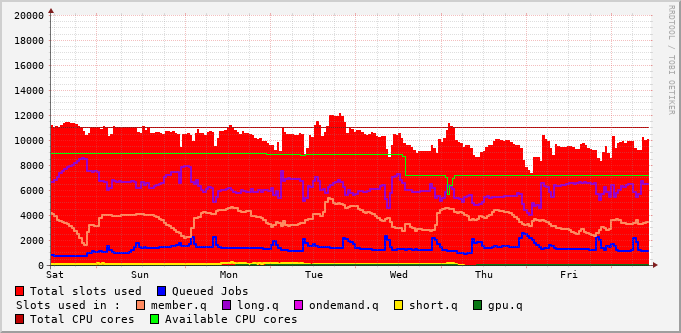 20000
18000
16000
14000
12000
10000
8000
6000
4000
2000
0
Sat Sun Mon Tue Wed Thu Fri
Total slots used Queued Jobs
Slots used in : member.q long.q ondemand.q short.q gpu.q
Total CPU cores Available CPU cores
RRDTOOL / TOBI OETIKER